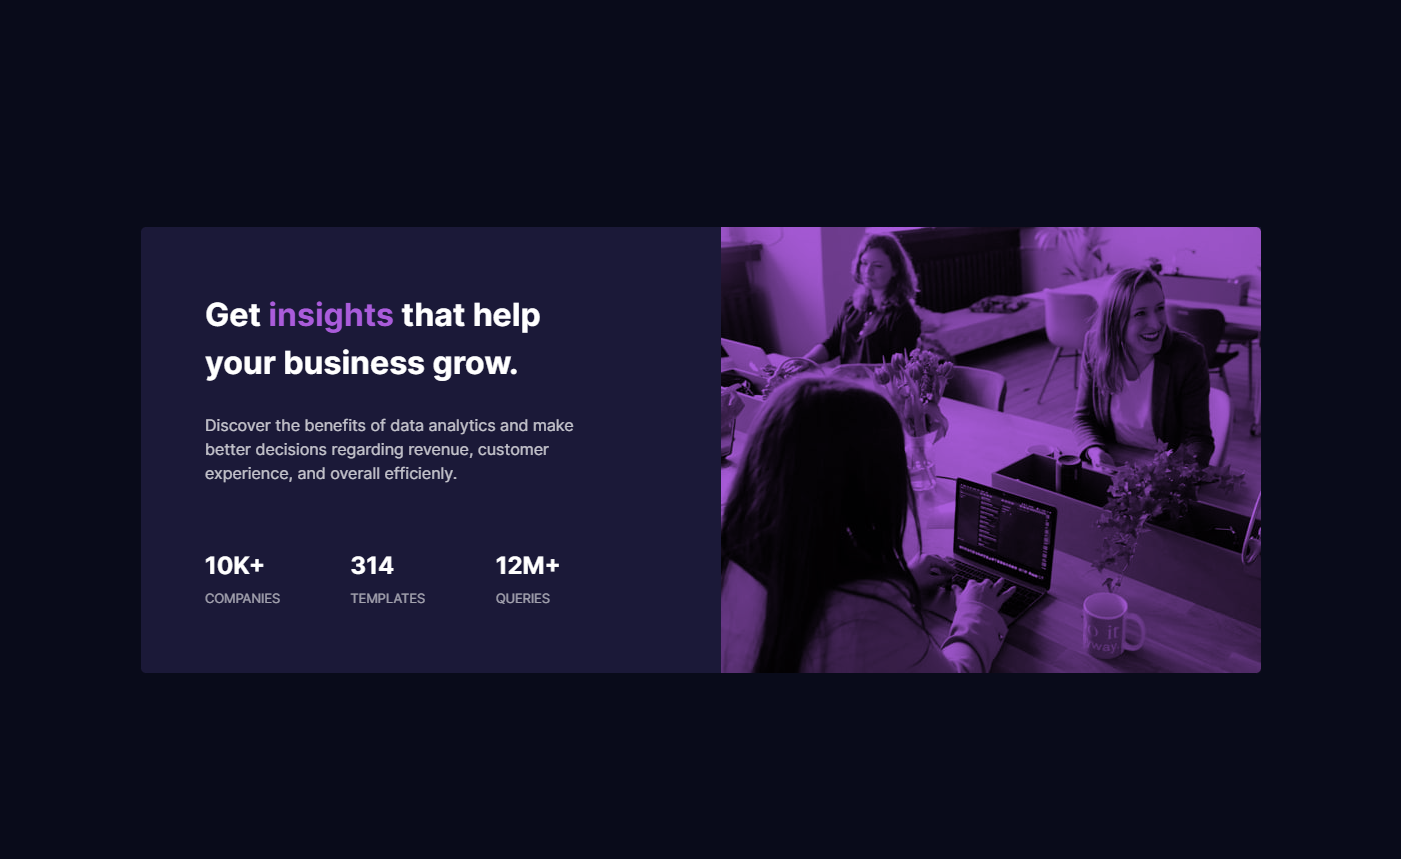 Get insights that help
your business grow.
Discover the benefits of data analytics and make
better decisions regarding revenue, customer
experience, and overall efficienly.
10K+ 314 12M+
COMPANIES TEMPLATES QUERIES